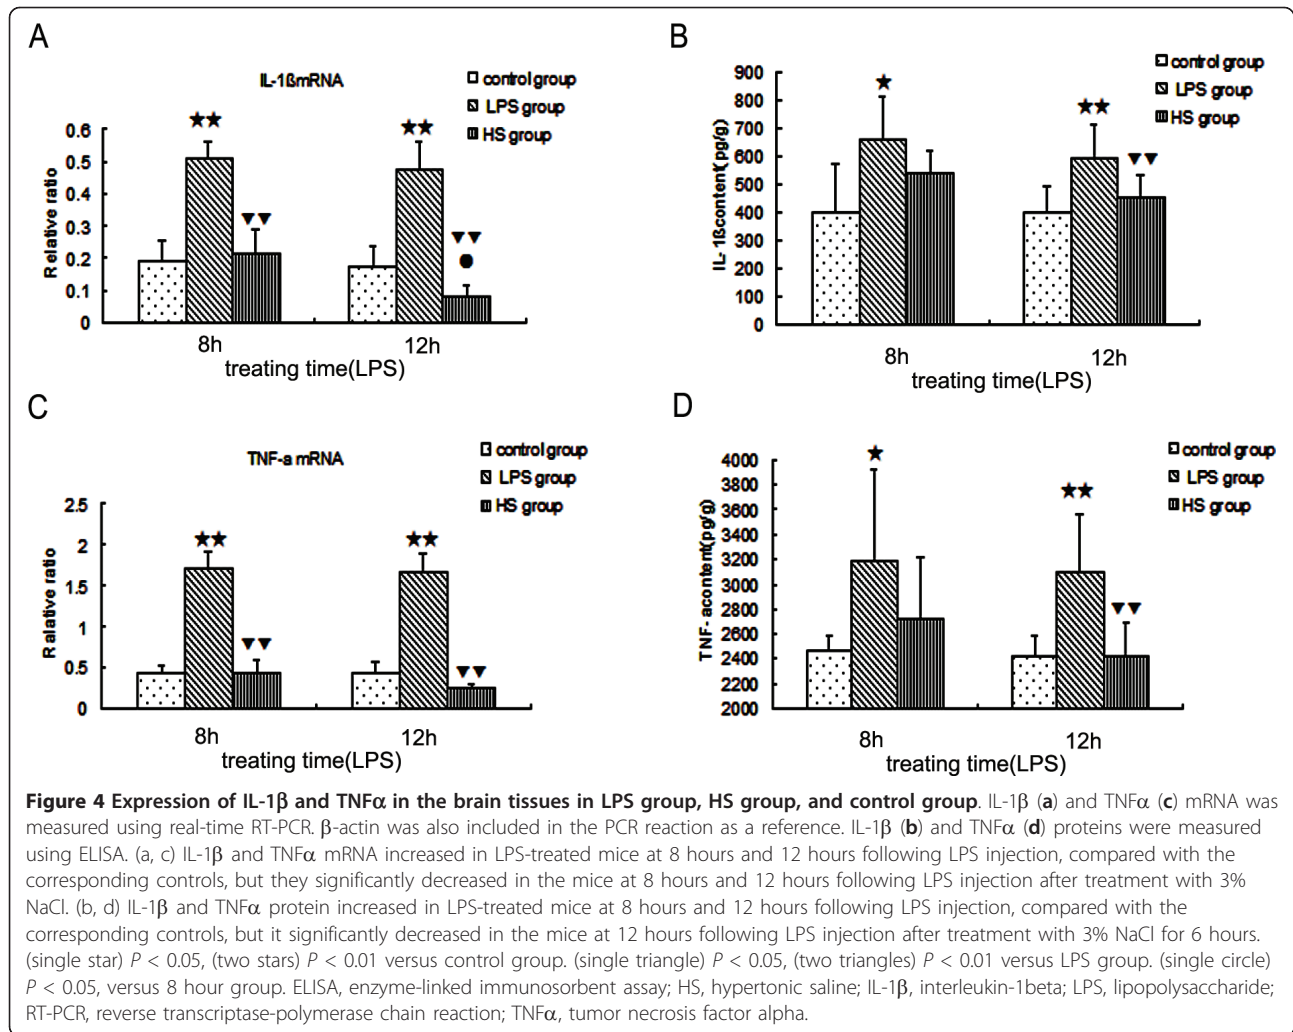 A
IL-1ßmRNA
control group
LPS group
HS group
Relative ratio
0.6
0.5
0.4
0.3
0.2
0.1
0
★★
▼▼
★★
▼▼
●
8h
12h
treating time(LPS)
B
control group
LPS group
HS group
IL-1ßcontent(pg/g)
900
800
700
600
500
400
300
200
100
0
★
★★
▼▼
8h
12h
treating time(LPS)
C
TNF-a mRNA
control group
LPS group
HS group
Ralative ratio
2.5
2
1.5
1
0.5
0
★★
▼▼
★★
▼▼
8h
12h
treating time(LPS)
D
control group
LPS group
HS group
TNF-acontent(pg/g)
4000
3800
3600
3400
3200
3000
2800
2600
2400
2200
2000
★
★★
▼▼
8h
12h
treating time(LPS)
Figure 4 Expression of IL-1β and TNFα in the brain tissues in LPS group, HS group, and control group. IL-1β (a) and TNFα (c) mRNA was
measured using real-time RT-PCR. β-actin was also included in the PCR reaction as a reference. IL-1β (b) and TNFα (d) proteins were measured
using ELISA. (a, c) IL-1β and TNFα mRNA increased in LPS-treated mice at 8 hours and 12 hours following LPS injection, compared with the
corresponding controls, but they significantly decreased in the mice at 8 hours and 12 hours following LPS injection after treatment with 3%
NaCl. (b, d) IL-1β and TNFα protein increased in LPS-treated mice at 8 hours and 12 hours following LPS injection, compared with the
corresponding controls, but it significantly decreased in the mice at 12 hours following LPS injection after treatment with 3% NaCl for 6 hours.
(single star) P < 0.05, (two stars) P < 0.01 versus control group. (single triangle) P < 0.05, (two triangles) P < 0.01 versus LPS group. (single circle)
P < 0.05, versus 8 hour group. ELISA, enzyme-linked immunosorbent assay; HS, hypertonic saline; IL-1β, interleukin-1beta; LPS, lipopolysaccharide;
RT-PCR, reverse transcriptase-polymerase chain reaction; TNFα, tumor necrosis factor alpha.